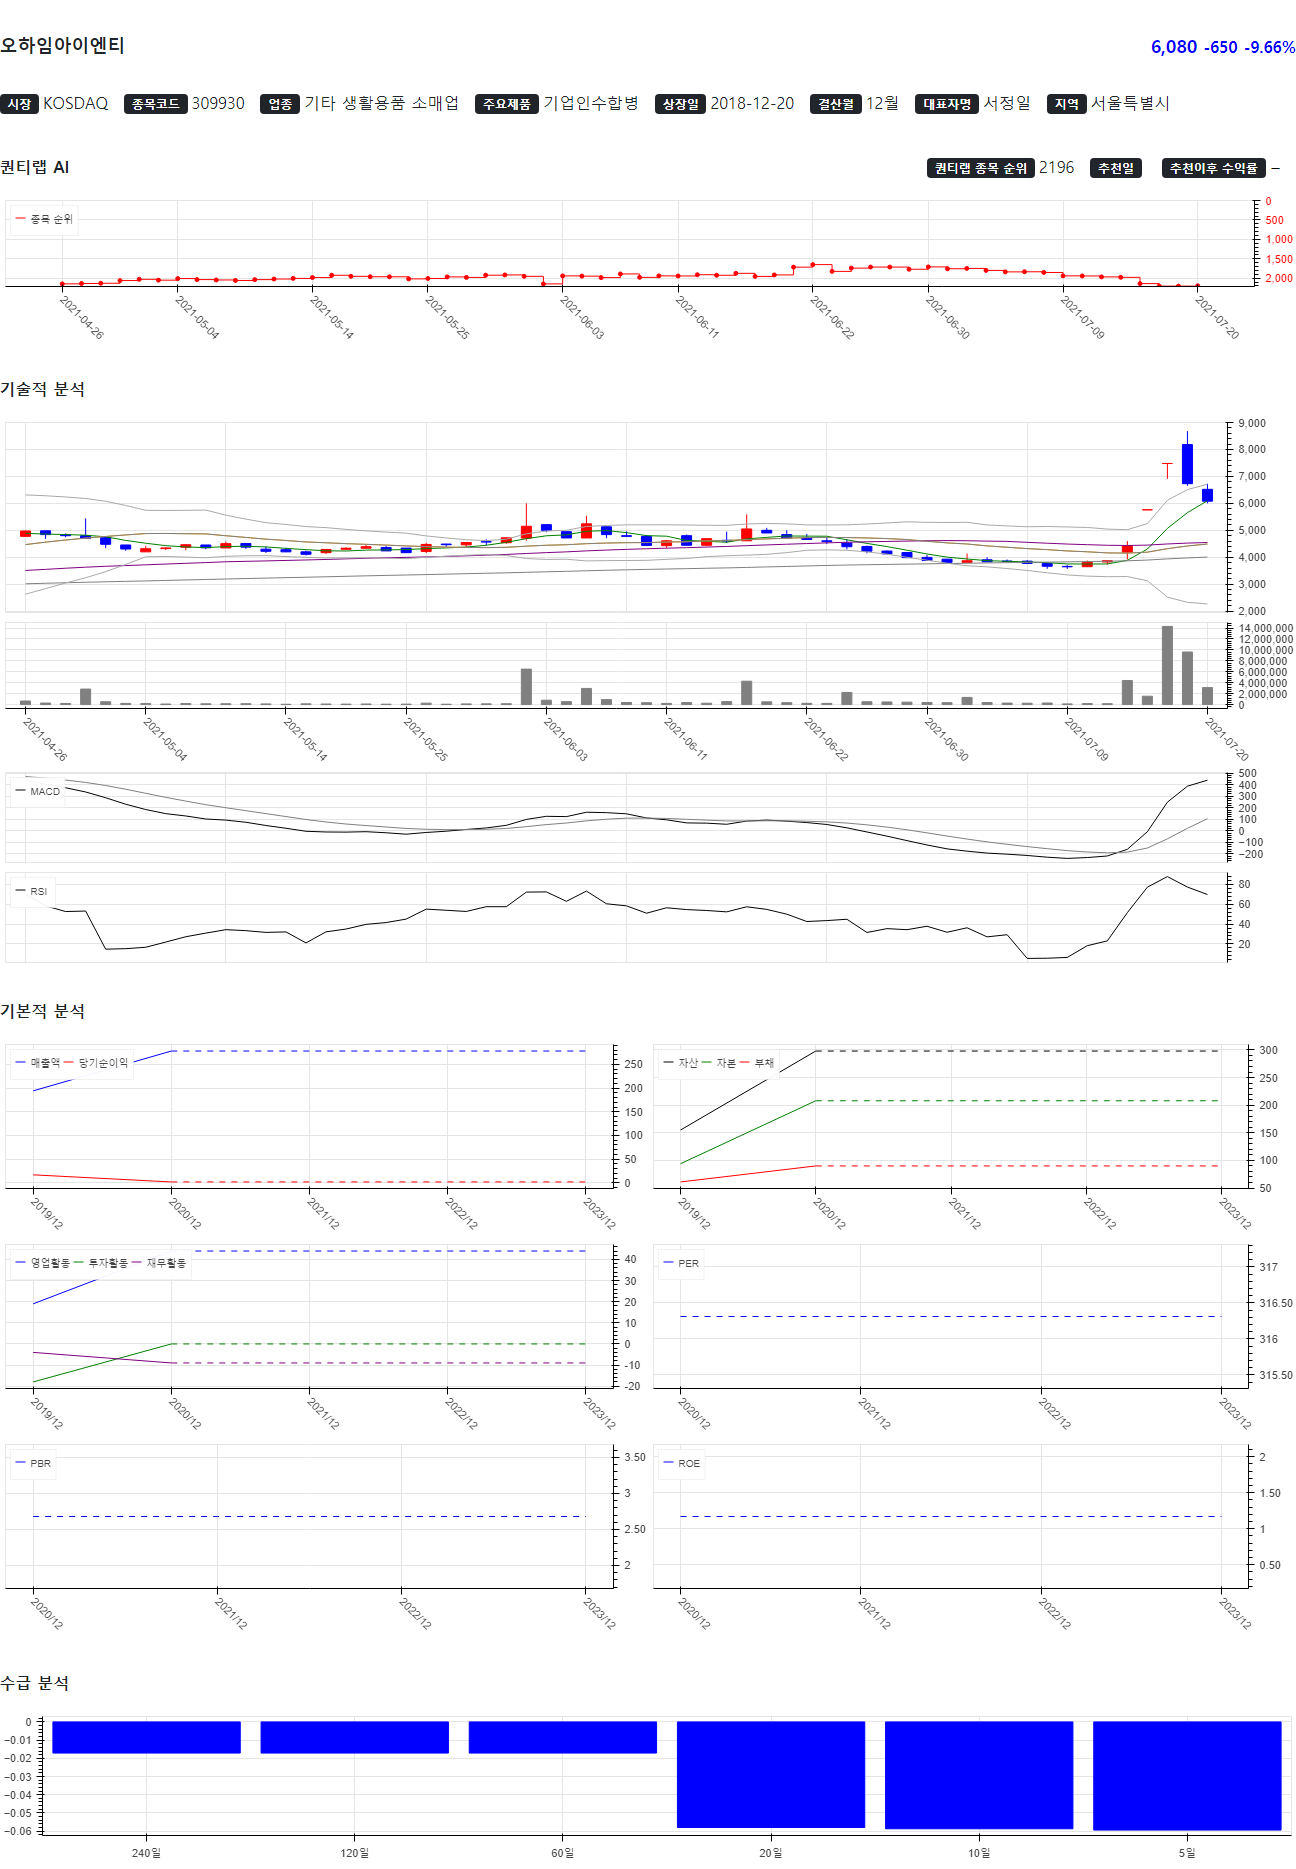 오하임아이엔티
6,080 -650 -9.66%
시장 KOSDAQ 종목코드 309930 업종 기타 생활용품 소매업 주요제품 기업인수합병 상장일 2018-12-20 결산월 12월 대표자명 서정일 지역 서울특별시
퀀티랩 AI
퀀티랩 종목 순위 2196 추천일 추천이후 수익률 –
종목 순위
0
500
1,000
1,500
2,000
2021-04-26 2021-05-04 2021-05-14 2021-05-25 2021-06-03 2021-06-11 2021-06-22 2021-06-30 2021-07-09 2021-07-20
기술적 분석
9,000
8,000
7,000
6,000
5,000
4,000
3,000
2,000
14,000,000
12,000,000
10,000,000
8,000,000
6,000,000
4,000,000
2,000,000
0
2021-04-26 2021-05-04 2021-05-14 2021-05-25 2021-06-03 2021-06-11 2021-06-22 2021-06-30 2021-07-09 2021-07-20
MACD
500
400
300
200
100
0
−100
−200
RSI
80
60
40
20
기본적 분석
매출액 당기순이익
250
200
150
100
50
0
2019/12 2020/12 2021/12 2022/12 2023/12
자산 자본 부채
300
250
200
150
100
50
2019/12 2020/12 2021/12 2022/12 2023/12
영업활동 투자활동 재무활동
40
30
20
10
0
-10
-20
2019/12 2020/12 2021/12 2022/12 2023/12
PER
317
316.50
316
315.50
2020/12 2021/12 2022/12 2023/12
PBR
3.50
3
2.50
2
2020/12 2021/12 2022/12 2023/12
ROE
2
1.50
1
0.50
2020/12 2021/12 2022/12 2023/12
수급 분석
0
−0.01
−0.02
−0.03
−0.04
−0.05
−0.06
240일 120일 60일 20일 10일 5일